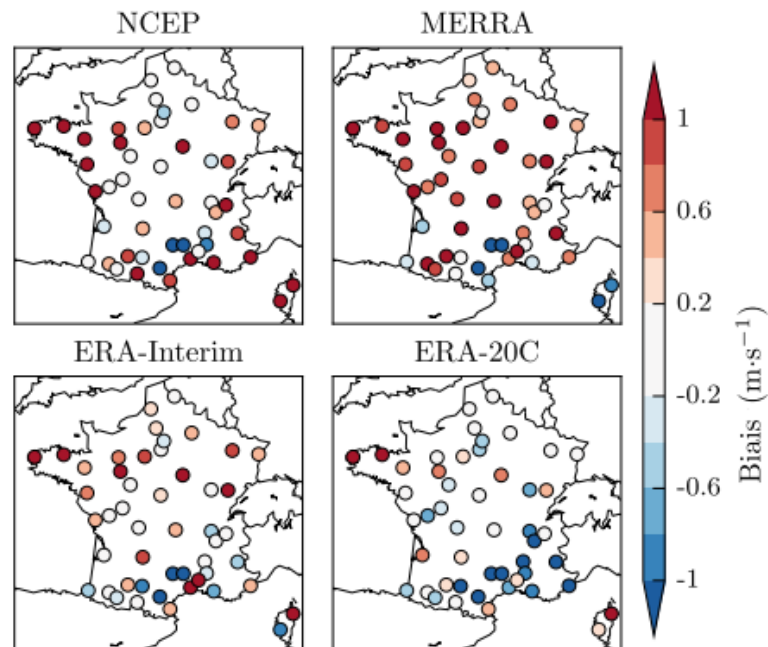 NCEP
MERRA
ERA-Interim
ERA-20C
1
0.6
0.2
-0.2
-0.6
-1
Biais (m·s⁻¹)